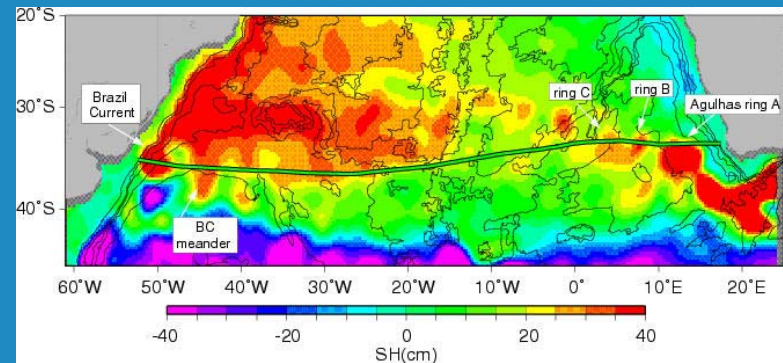 20°S
30°S
40°S
Brazil
Current
BC
meander
ring C
ring B
Agulhas ring A
60°W 50°W 40°W 30°W 20°W 10°W 0° 10°E 20°E
-40 -20 0 20 40
SH(cm)